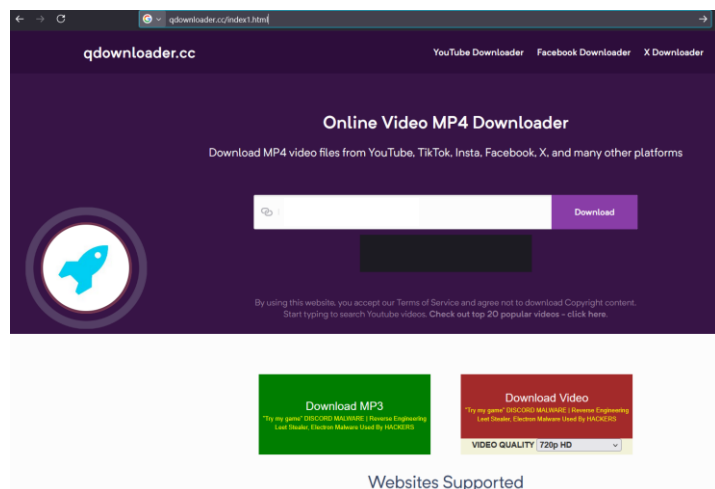 qdownloader.cc/index1.html
qdownloader.cc
YouTube Downloader Facebook Downloader X Downloader
Online Video MP4 Downloader
Download MP4 video files from YouTube, TikTok, Insta, Facebook, X, and many other platforms
Download
By using this website, you accept our Terms of Service and agree not to download Copyright content.
Start typing to search Youtube videos. Check out top 20 popular videos - click here.
Download MP3
"Try my game" DISCORD MALWARE | Reverse Engineering
Leet Stealer, Electron Malware Used By HACKERS
Download Video
"Try my game" DISCORD MALWARE | Reverse Engineering
Leet Stealer, Electron Malware Used By HACKERS
VIDEO QUALITY 720p HD
Websites Supported